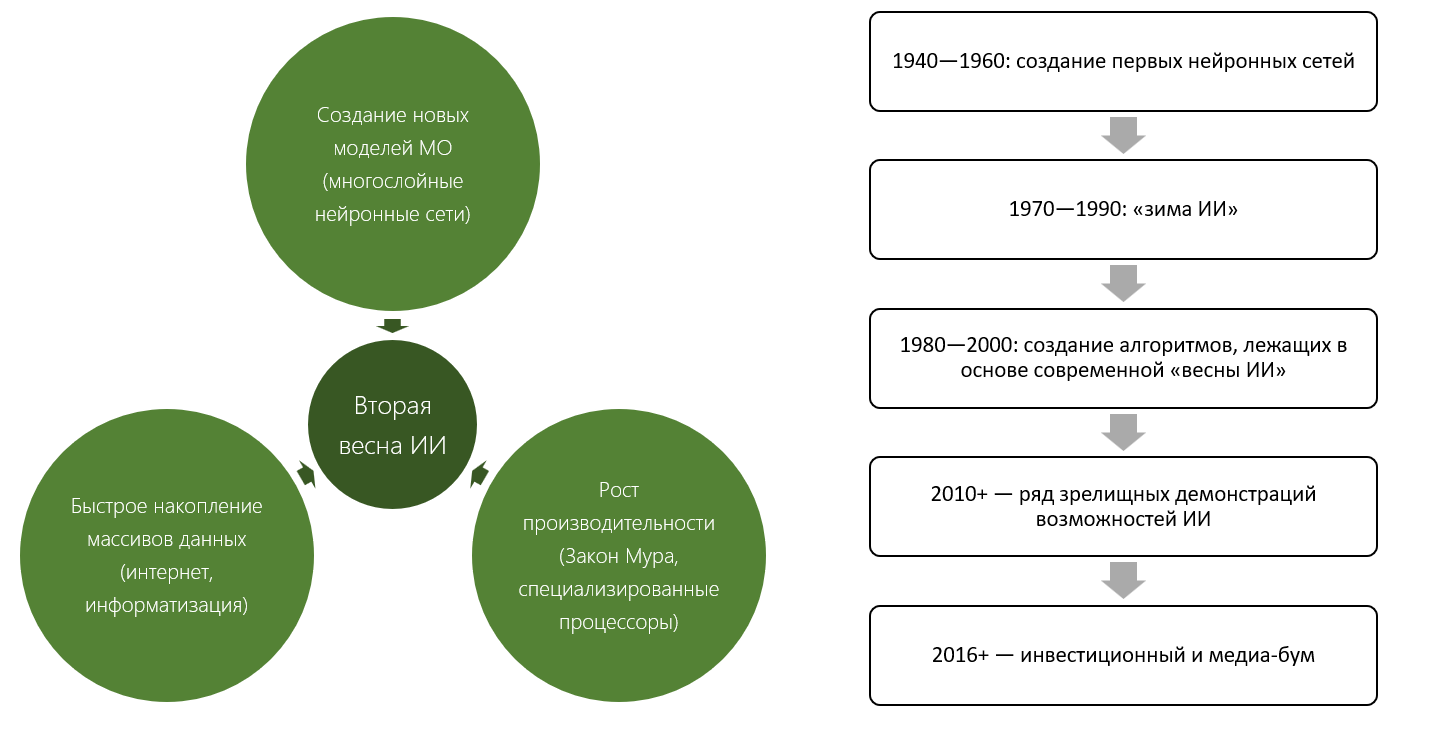 Создание новых
моделей МО
(многослойные
нейронные сети)
Вторая
весна ИИ
Быстрое накопление
массивов данных
(интернет,
информатизация)
Рост
производительности
(Закон Мура,
специализированные
процессоры)
1940—1960: создание первых нейронных сетей
1970—1990: «зима ИИ»
1980—2000: создание алгоритмов, лежащих в
основе современной «весны ИИ»
2010+ — ряд зрелищных демонстраций
возможностей ИИ
2016+ — инвестиционный и медиа-бум